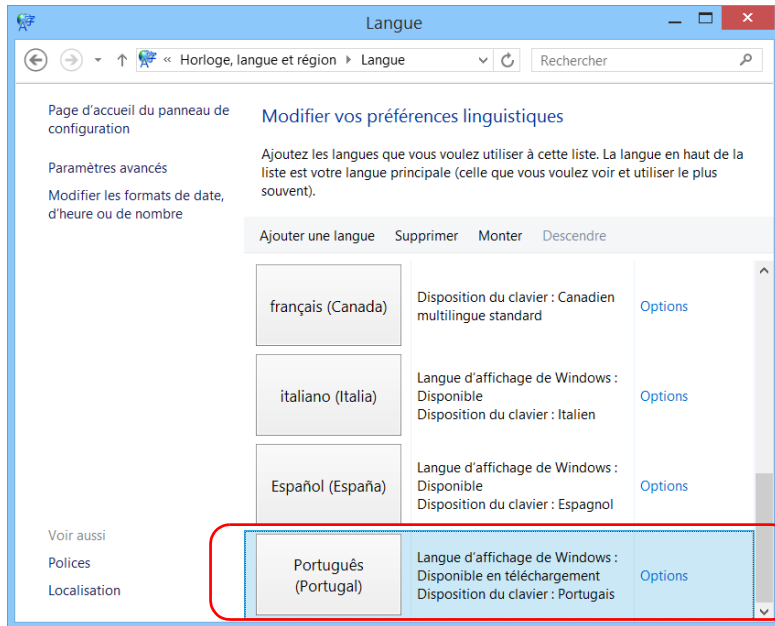 Langue
« Horloge, langue et région Langue
Rechercher
Page d'accueil du panneau de
configuration
Paramètres avancés
Modifier les formats de date,
d'heure ou de nombre
Voir aussi
Polices
Localisation
Modifier vos préférences linguistiques
Ajoutez les langues que vous voulez utiliser à cette liste. La langue en haut de la
liste est votre langue principale (celle que vous voulez voir et utiliser le plus
souvent).
Ajouter une langue Supprimer Monter Descendre
français (Canada)
Disposition du clavier : Canadien
multilingue standard
Options
italiano (Italia)
Langue d'affichage de Windows :
Disponible
Disposition du clavier : Italien
Options
Español (España)
Langue d'affichage de Windows :
Disponible
Disposition du clavier : Espagnol
Options
Português
(Portugal)
Langue d'affichage de Windows :
Disponible en téléchargement
Disposition du clavier : Portugais
Options